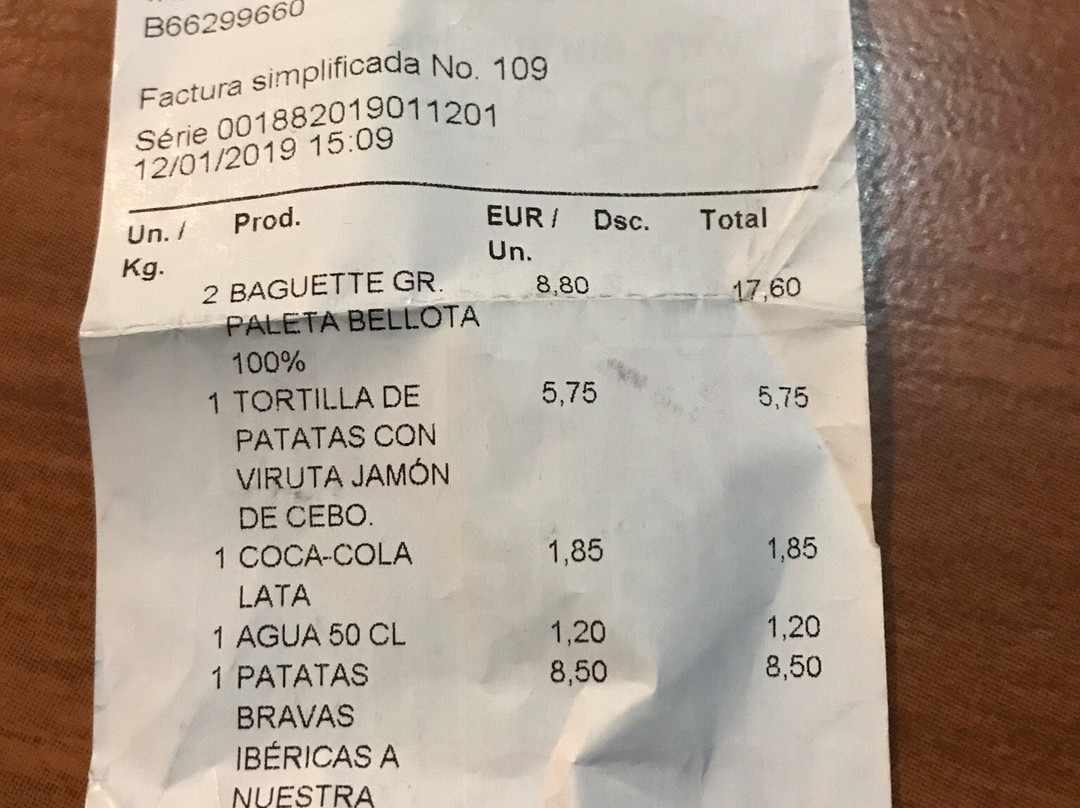 B66299660
Factura simplificada No. 109
Série 001882019011201
12/01/2019 15:09
Un. / Prod. EUR / Dsc. Total
Kg. Un.
2 BAGUETTE GR. 8,80 17,60
PALETA BELLOTA
100%
1 TORTILLA DE 5,75 5,75
PATATAS CON
VIRUTA JAMÓN
DE CEBO.
1 COCA-COLA 1,85 1,85
LATA
1 AGUA 50 CL 1,20 1,20
1 PATATAS 8,50 8,50
BRAVAS
IBÉRICAS A
NUESTRA